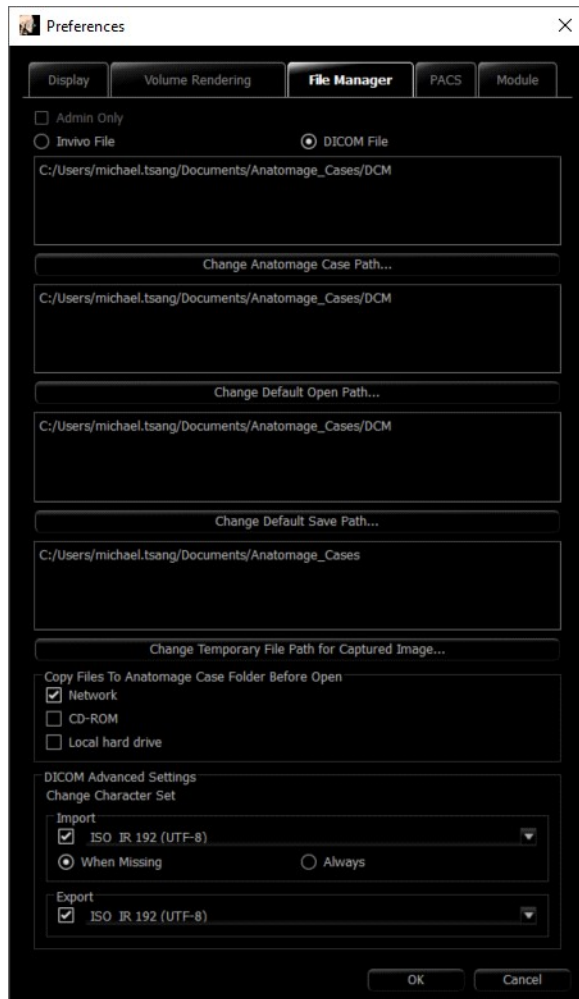 Preferences
Display Volume Rendering File Manager PACS Module
Admin Only
Invivo File DICOM File
C:/Users/michael.tsang/Documents/Anatomage_Cases/DCM
Change Anatomage Case Path...
C:/Users/michael.tsang/Documents/Anatomage_Cases/DCM
Change Default Open Path...
C:/Users/michael.tsang/Documents/Anatomage_Cases/DCM
Change Default Save Path...
C:/Users/michael.tsang/Documents/Anatomage_Cases
Change Temporary File Path for Captured Image...
Copy Files To Anatomage Case Folder Before Open
Network
CD-ROM
Local hard drive
DICOM Advanced Settings
Change Character Set
Import
ISO IR 192 (UTF-8)
When Missing Always
Export
ISO IR 192 (UTF-8)
OK Cancel